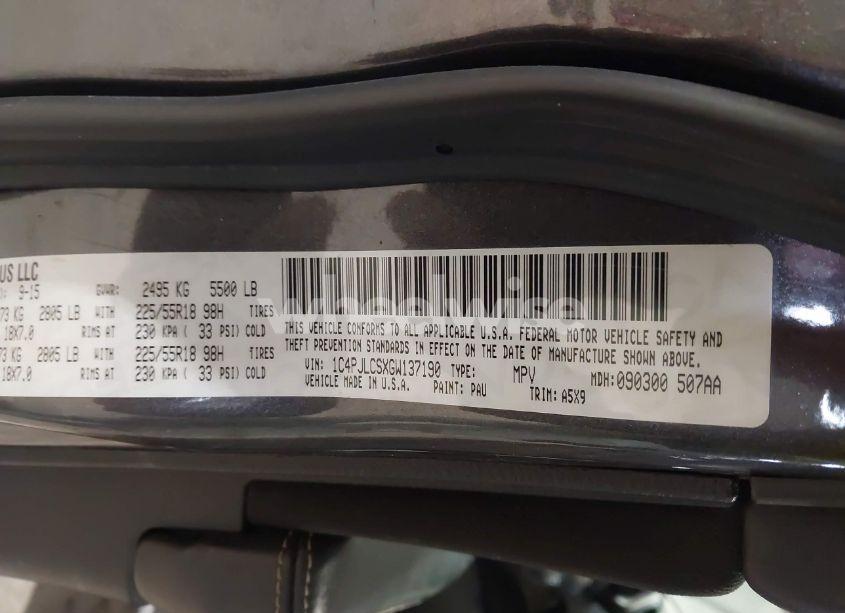 US LLC
9-15 GVWR: 2495 KG 5500 LB
73 KG 2805 LB WITH 225/55R18 98H TIRES
18X7.0 RIMS AT 230 KPA ( 33 PSI) COLD
73 KG 2805 LB WITH 225/55R18 98H TIRES
18X7.0 RIMS AT 230 KPA ( 33 PSI) COLD
wheelwise
THIS VEHICLE CONFORMS TO ALL APPLICABLE U.S.A. FEDERAL MOTOR VEHICLE SAFETY AND
THEFT PREVENTION STANDARDS IN EFFECT ON THE DATE OF MANUFACTURE SHOWN ABOVE.
VIN: 1C4PJLCSXGW137190 TYPE: MPV MDH: 090300 507AA
VEHICLE MADE IN U.S.A. PAINT: PAU TRIM: A5X9